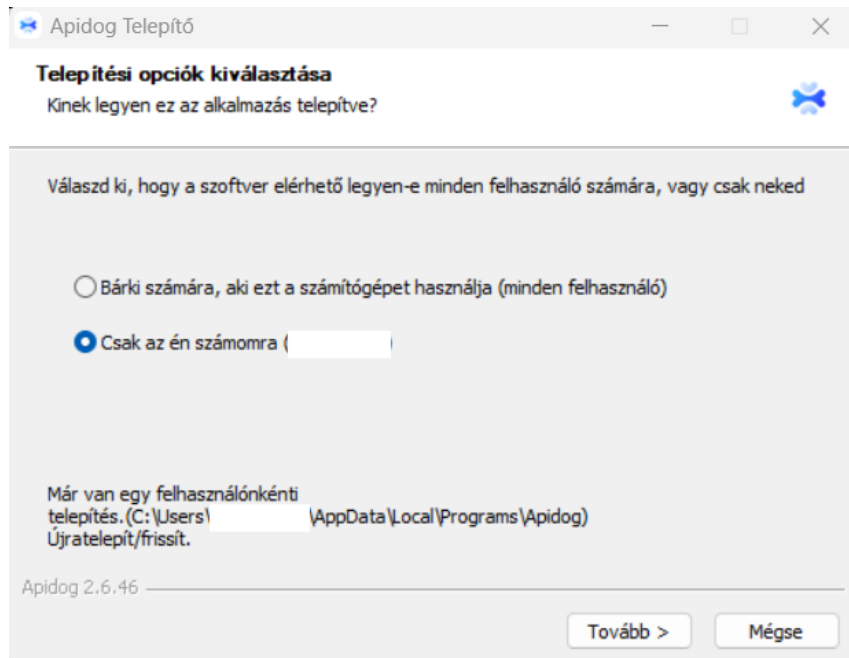 Apidog Telepítő
Telepítési opciók kiválasztása
Kinek legyen ez az alkalmazás telepítve?
Válaszd ki, hogy a szoftver elérhető legyen-e minden felhasználó számára, vagy csak neked
Bárki számára, aki ezt a számítógépet használja (minden felhasználó)
Csak az én számomra ( )
Már van egy felhasználónkénti
telepítés.(C:\Users\ \AppData\Local\Programs\Apidog)
Újratelepít/frissít.
Apidog 2.6.46
Tovább > Mégse